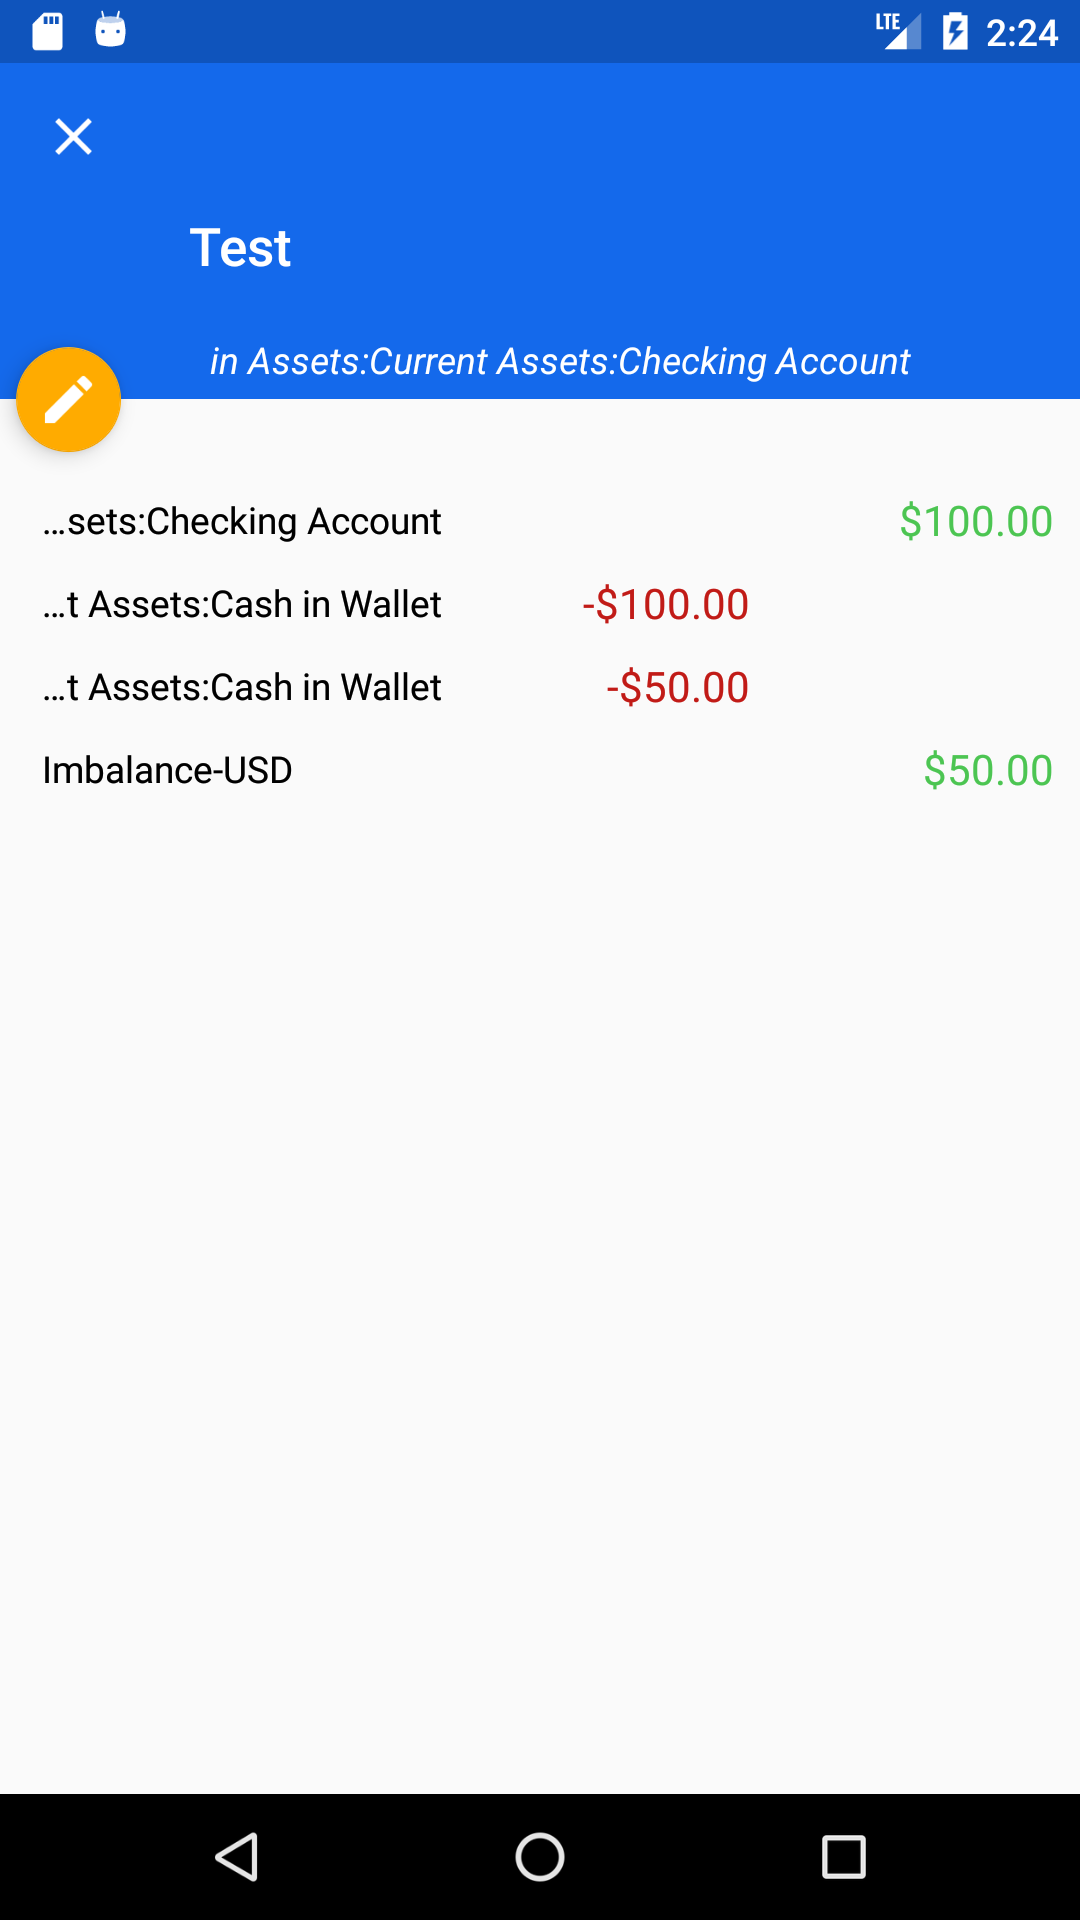 LTE 2:24
Test
in Assets:Current Assets:Checking Account
…sets:Checking Account $100.00
…t Assets:Cash in Wallet -$100.00
…t Assets:Cash in Wallet -$50.00
Imbalance-USD $50.00